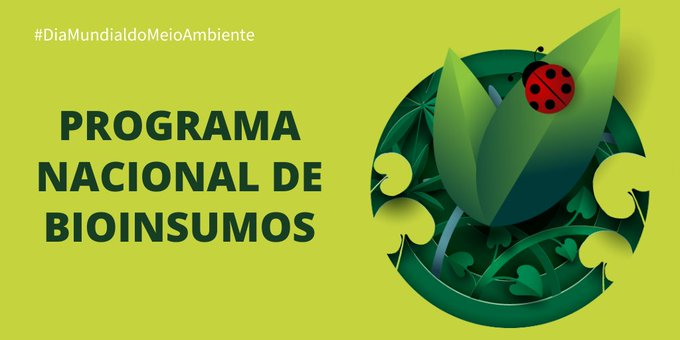 #DiaMundialdoMeioAmbiente
PROGRAMA
NACIONAL DE
BIOINSUMOS